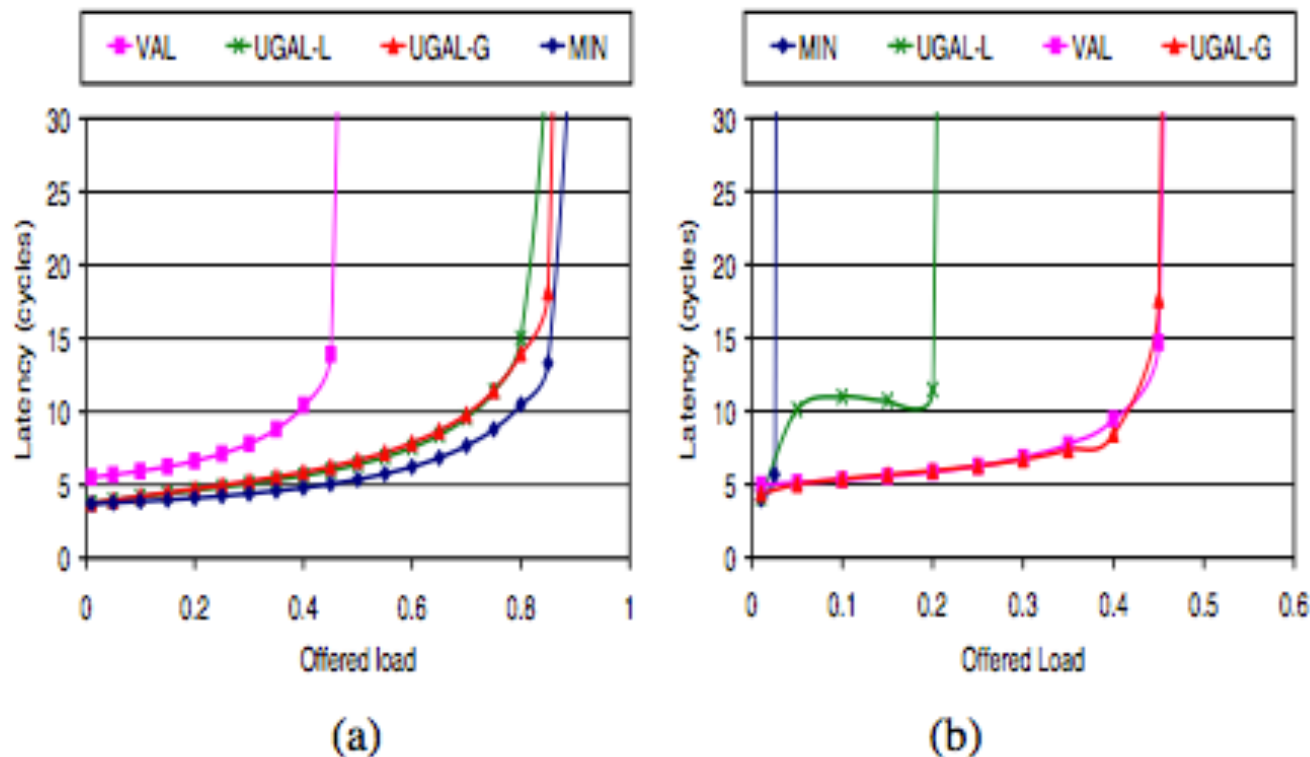 VAL UGAL-L UGAL-G MIN
30
25
20
15
10
5
0
Latency (cycles)
0 0.2 0.4 0.6 0.8 1
Offered load
(a)
MIN UGAL-L VAL UGAL-G
30
25
20
15
10
5
0
Latency (cycles)
0 0.1 0.2 0.3 0.4 0.5 0.6
Offered Load
(b)